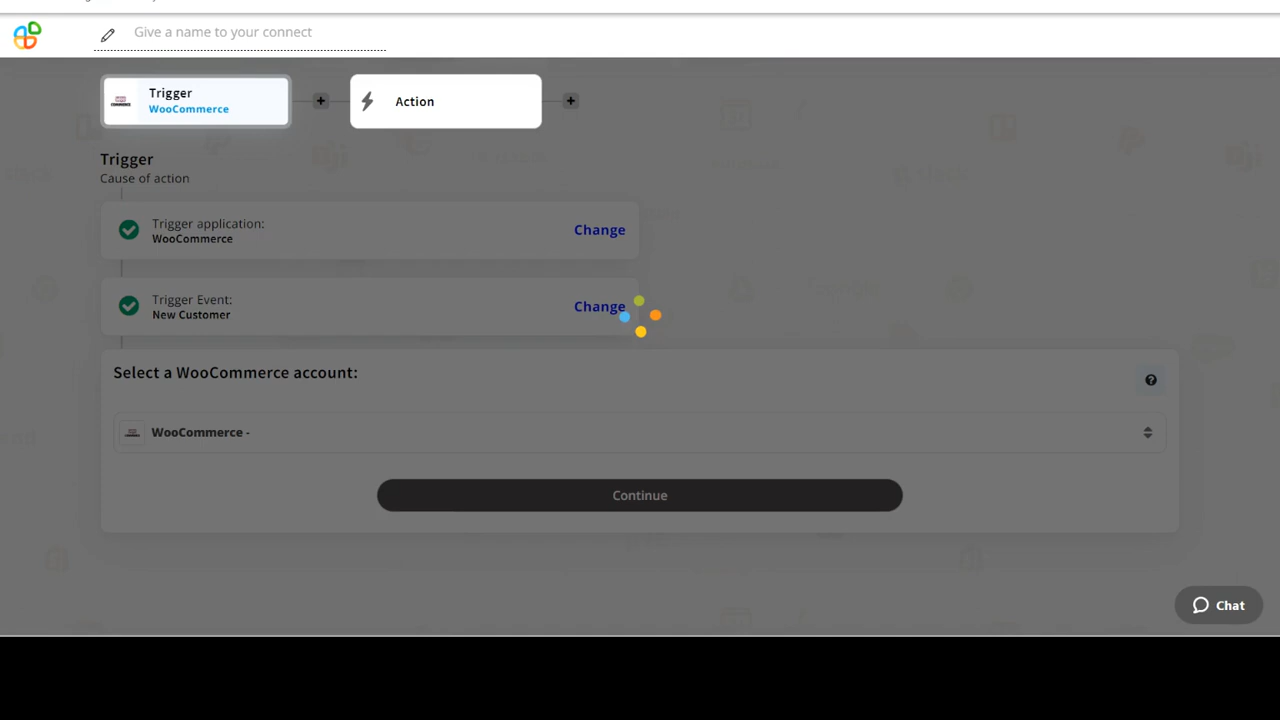 Give a name to your connect
Trigger
WooCommerce
Action
Trigger
Cause of action
Trigger application:
WooCommerce
Change
Trigger Event:
New Customer
Change
Select a WooCommerce account:
WooCommerce -
Continue
Chat